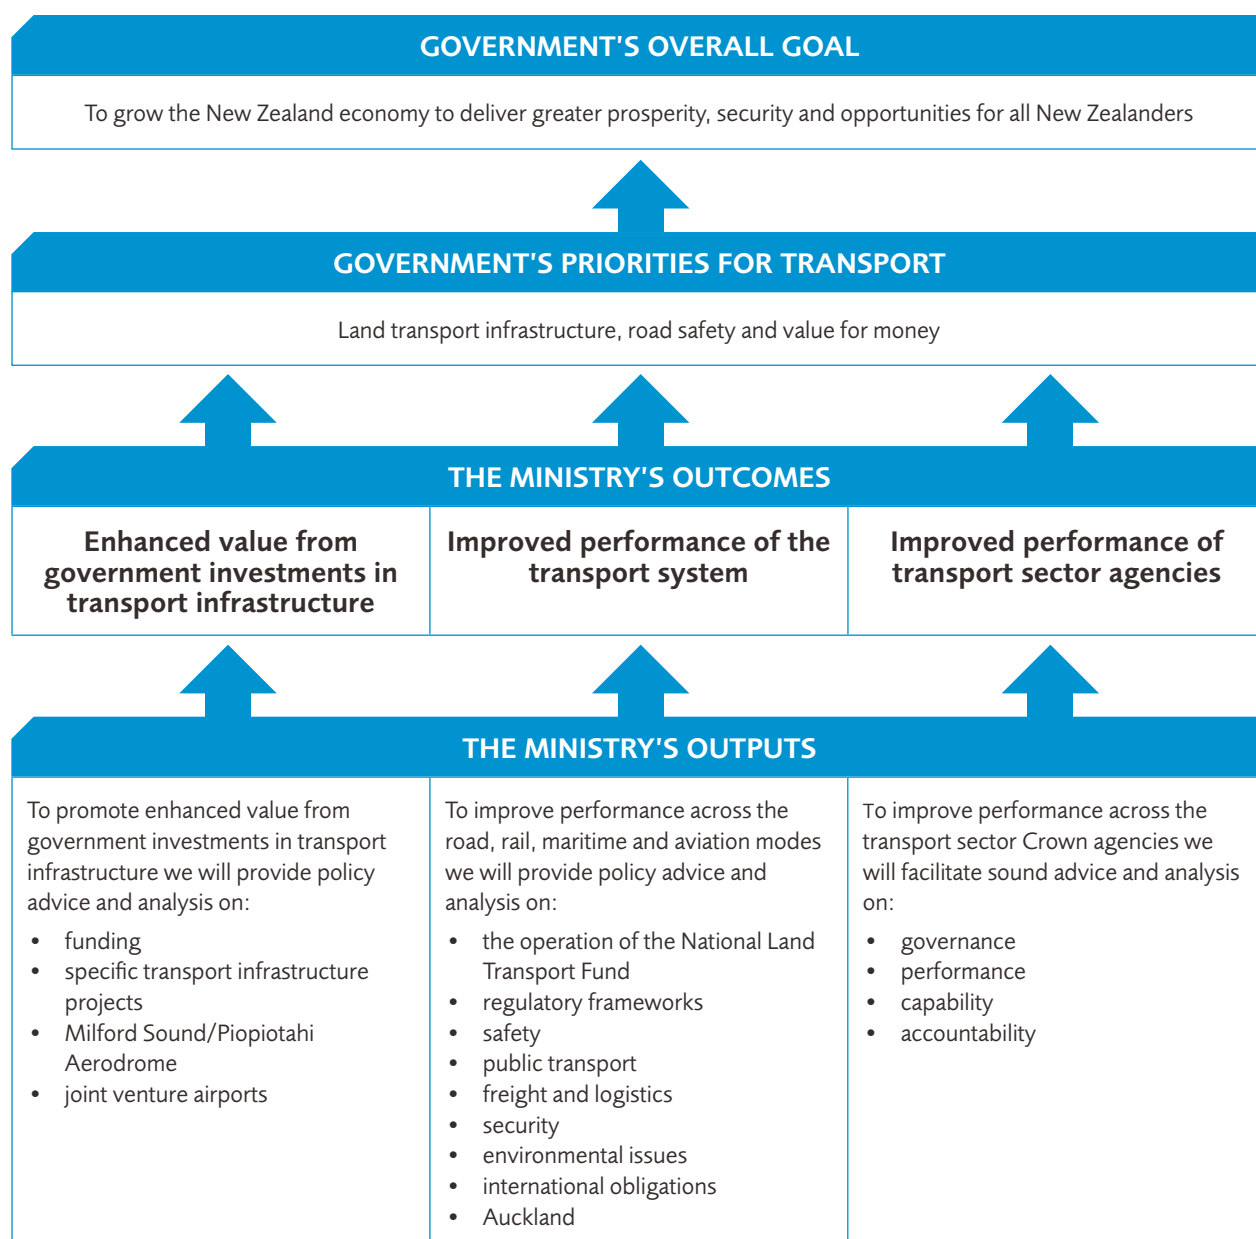 GOVERNMENT'S OVERALL GOAL
To grow the New Zealand economy to deliver greater prosperity, security and opportunities for all New Zealanders
GOVERNMENT'S PRIORITIES FOR TRANSPORT
Land transport infrastructure, road safety and value for money
THE MINISTRY'S OUTCOMES
Enhanced value from
government investments in
transport infrastructure
Improved performance of the
transport system
Improved performance of
transport sector agencies
THE MINISTRY'S OUTPUTS
To promote enhanced value from
government investments in transport
infrastructure we will provide policy
advice and analysis on:
• funding
• specific transport infrastructure
projects
• Milford Sound/Piopiotahi
Aerodrome
• joint venture airports
To improve performance across the
road, rail, maritime and aviation modes
we will provide policy advice and
analysis on:
• the operation of the National Land
Transport Fund
• regulatory frameworks
• safety
• public transport
• freight and logistics
• security
• environmental issues
• international obligations
• Auckland
To improve performance across the
transport sector Crown agencies we
will facilitate sound advice and analysis
on:
• governance
• performance
• capability
• accountability